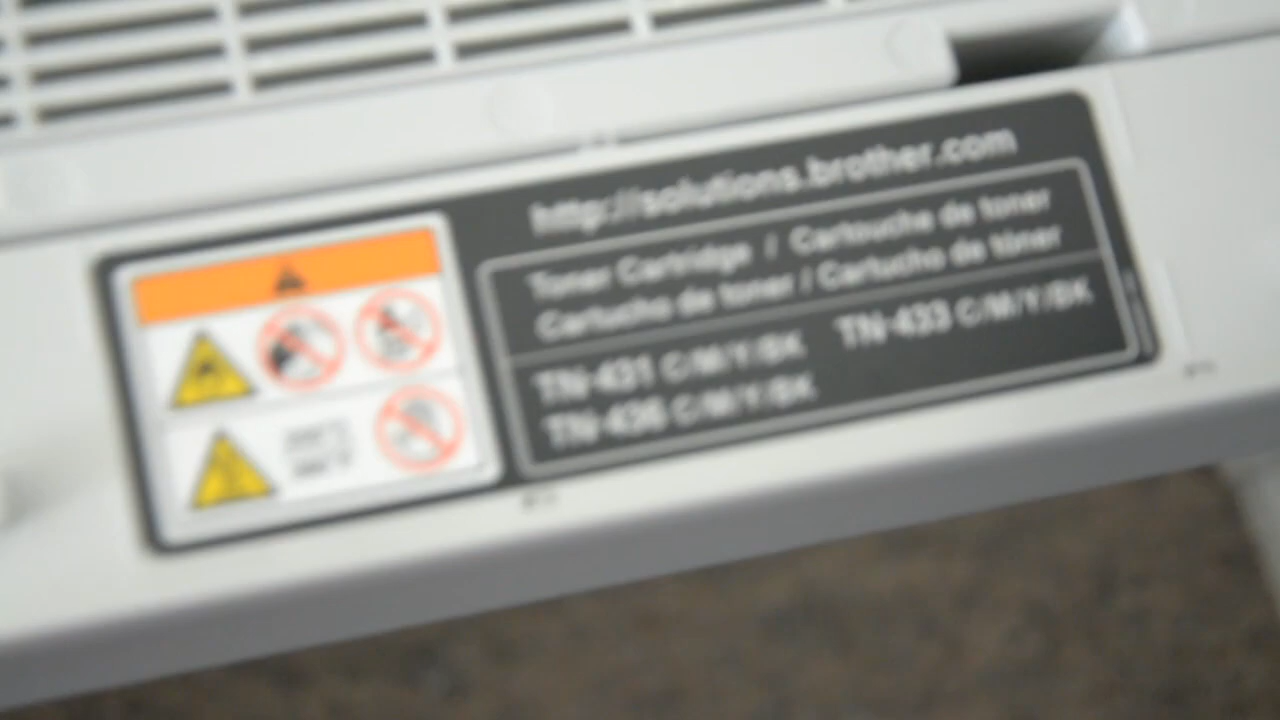 http://solutions.brother.com
Toner Cartridge / Cartouche de toner
Cartucho de toner / Cartucho de tóner
TN-431 C/M/Y/BK TN-433 C/M/Y/BK
TN-436 C/M/Y/BK